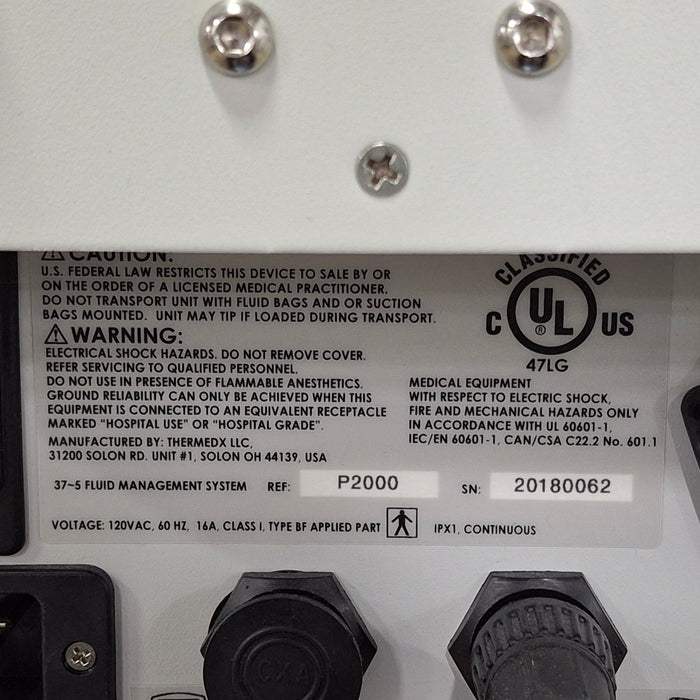 CAUTION:
U.S. FEDERAL LAW RESTRICTS THIS DEVICE TO SALE BY OR
ON THE ORDER OF A LICENSED MEDICAL PRACTITIONER.
DO NOT TRANSPORT UNIT WITH FLUID BAGS AND OR SUCTION
BAGS MOUNTED. UNIT MAY TIP IF LOADED DURING TRANSPORT.
WARNING:
ELECTRICAL SHOCK HAZARDS. DO NOT REMOVE COVER.
REFER SERVICING TO QUALIFIED PERSONNEL.
DO NOT USE IN PRESENCE OF FLAMMABLE ANESTHETICS.
GROUND RELIABILITY CAN ONLY BE ACHIEVED WHEN THIS
EQUIPMENT IS CONNECTED TO AN EQUIVALENT RECEPTACLE
MARKED "HOSPITAL USE" OR "HOSPITAL GRADE".
MANUFACTURED BY: THERMEDX LLC,
31200 SOLON RD. UNIT #1, SOLON OH 44139, USA
CLASSIFIED
C UL ® US
47LG
MEDICAL EQUIPMENT
WITH RESPECT TO ELECTRIC SHOCK,
FIRE AND MECHANICAL HAZARDS ONLY
IN ACCORDANCE WITH UL 60601-1,
IEC/EN 60601-1, CAN/CSA C22.2 No. 601.1
37~5 FLUID MANAGEMENT SYSTEM REF: P2000 SN: 20180062
VOLTAGE: 120VAC, 60 HZ, 16A, CLASS I, TYPE BF APPLIED PART IPX1, CONTINUOUS